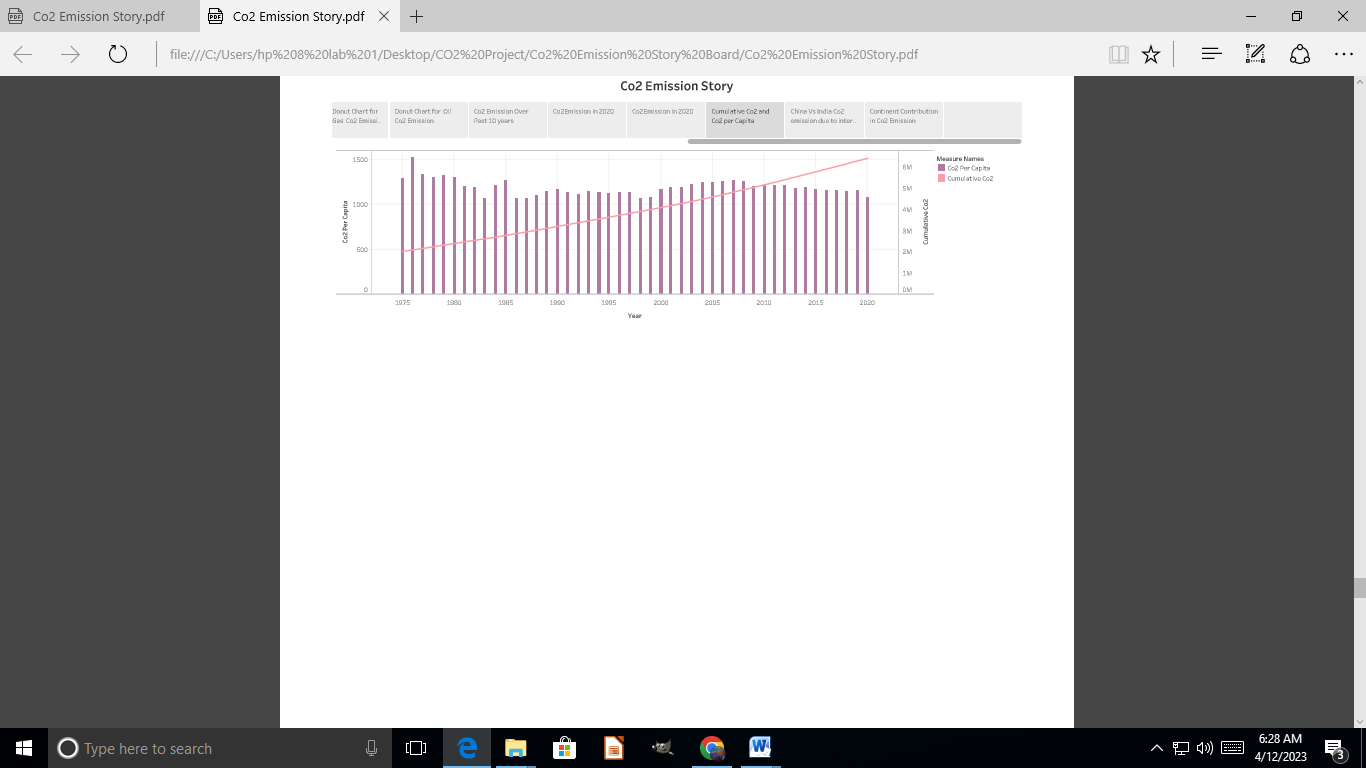 Co2 Emission Story.pdf
Co2 Emission Story.pdf
file:///C:/Users/hp%208%20lab%201/Desktop/CO2%20Project/Co2%20Emission%20Story%20Board/Co2%20Emission%20Story.pdf
Co2 Emission Story
Donut Chart for
Gas Co2 Emissi..
Donut Chart for Oil
Co2 Emission
Co2 Emission Over
Past 10 years
Co2Emission in 2020
Co2Emission in 2020
Cumulative Co2 and
Co2 per Capita
China Vs India Co2
emission due to inter..
Continent Contribution
in Co2 Emission
Measure Names
Co2 Per Capita
Cumulative Co2
1500
1000
500
0
Co2 Per Capita
6M
5M
4M
3M
2M
1M
0M
Cumulative Co2
1975 1980 1985 1990 1995 2000 2005 2010 2015 2020
Year
Type here to search
6:28 AM
4/12/2023
3